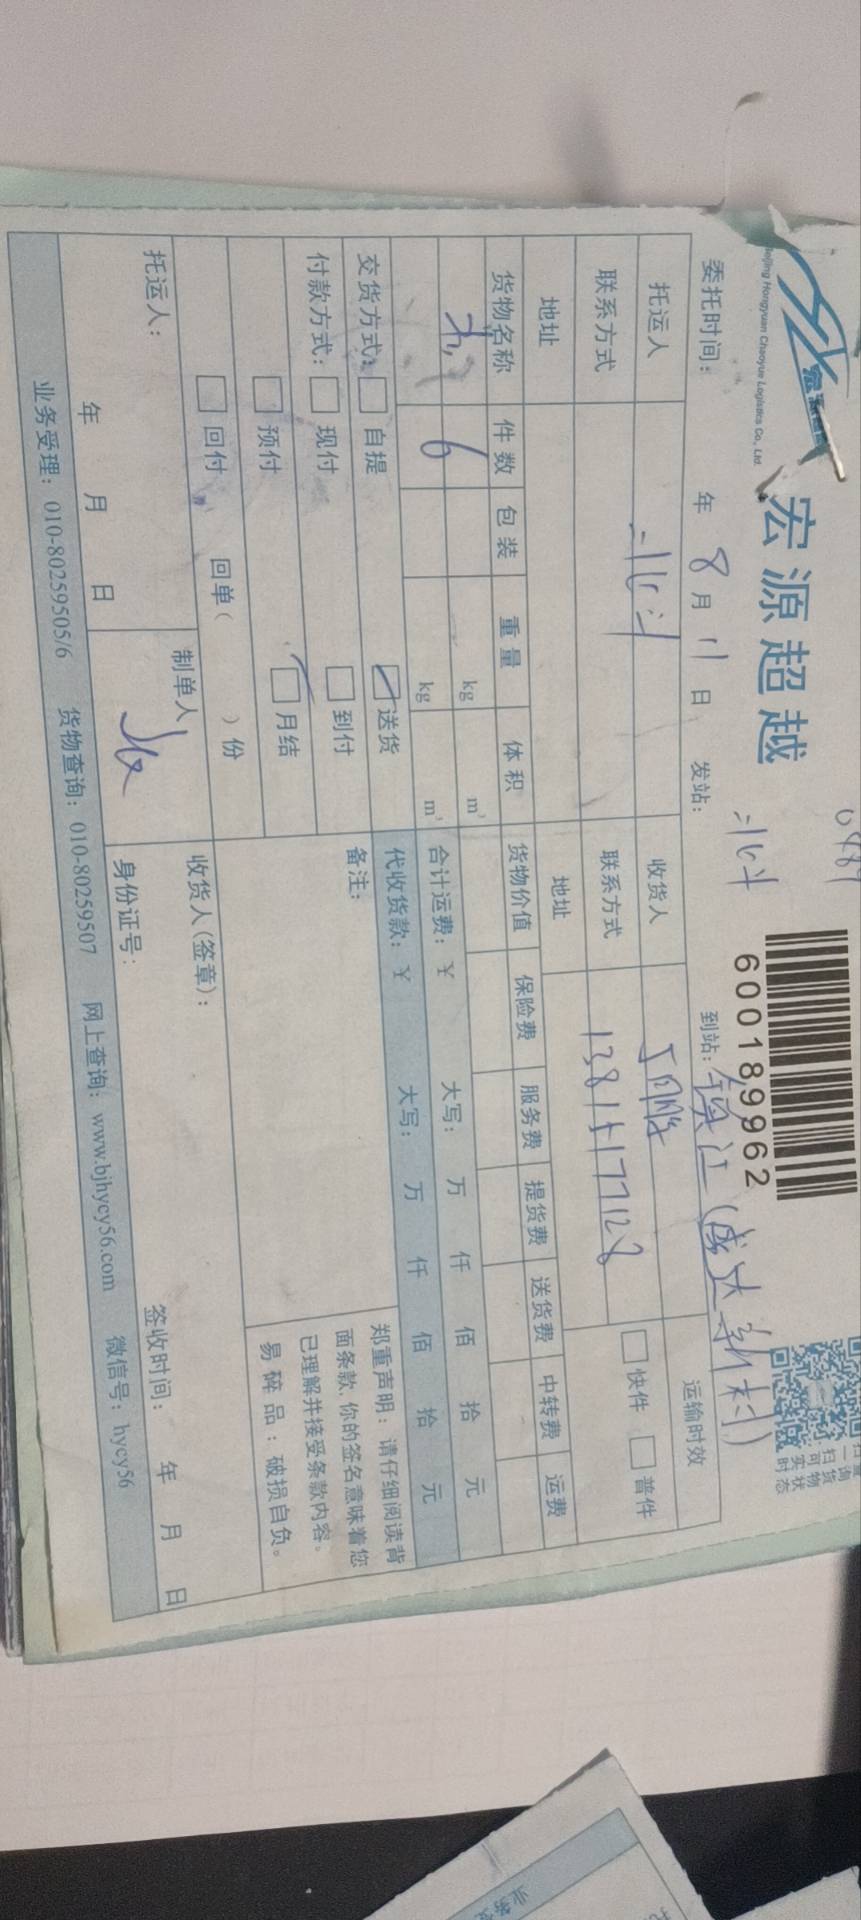 0489
宏源超越
Beijing Hongyuan Chaoyue Logistics Co., Ltd.
600189962
委托时间： 年 8 月 11 日 发站： 二化斗 到站：镇江
托运人 二化斗 收货人 运输时效
联系方式 联系方式 13815177128 快件 普件
地址 地址
货物名称 件数 包装 重量 体积 货物价值 保险费 服务费 提货费 送货费 中转费 运费
6 kg m³
kg m³ 合计运费：￥ 大写： 万 仟 佰 拾 元
交货方式： 自提 送货 代收货款：￥ 大写： 万 仟 佰 拾 元
付款方式： 现付 到付 备注：
预付 月结
回付 回单（ ）份
郑重声明：请仔细阅读背
面条款，你的签名意味着您
已理解并接受条款内容。
易碎品：破损自负。
托运人： 制单人 收货人(签章)：
年 月 日 身份证号： 签收时间： 年 月 日
业务受理：010-80259505/6 货物查询：010-80259507 网上查询：www.bjhycy56.com 微信号：hycy56